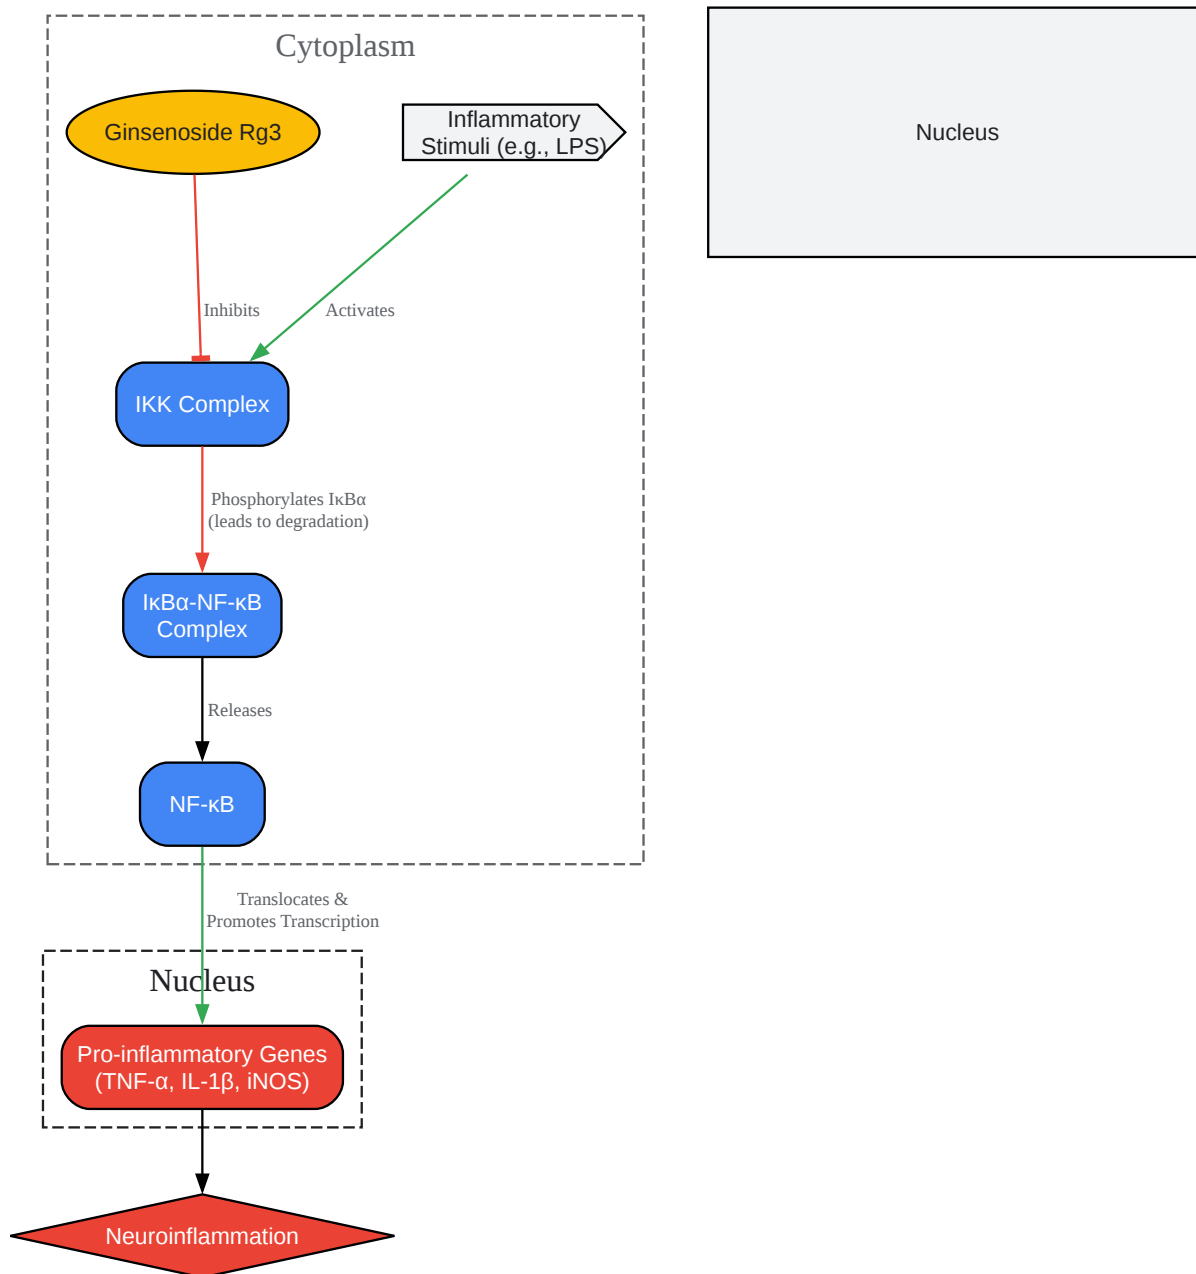 Cytoplasm
Ginsenoside Rg3
Inflammatory
Stimuli (e.g., LPS)
Nucleus
Inhibits
Activates
IKK Complex
Phosphorylates IκBα
(leads to degradation)
IκBα-NF-κB
Complex
Releases
NF-κB
Translocates &
Promotes Transcription
Nucleus
Pro-inflammatory Genes
(TNF-α, IL-1β, iNOS)
Neuroinflammation